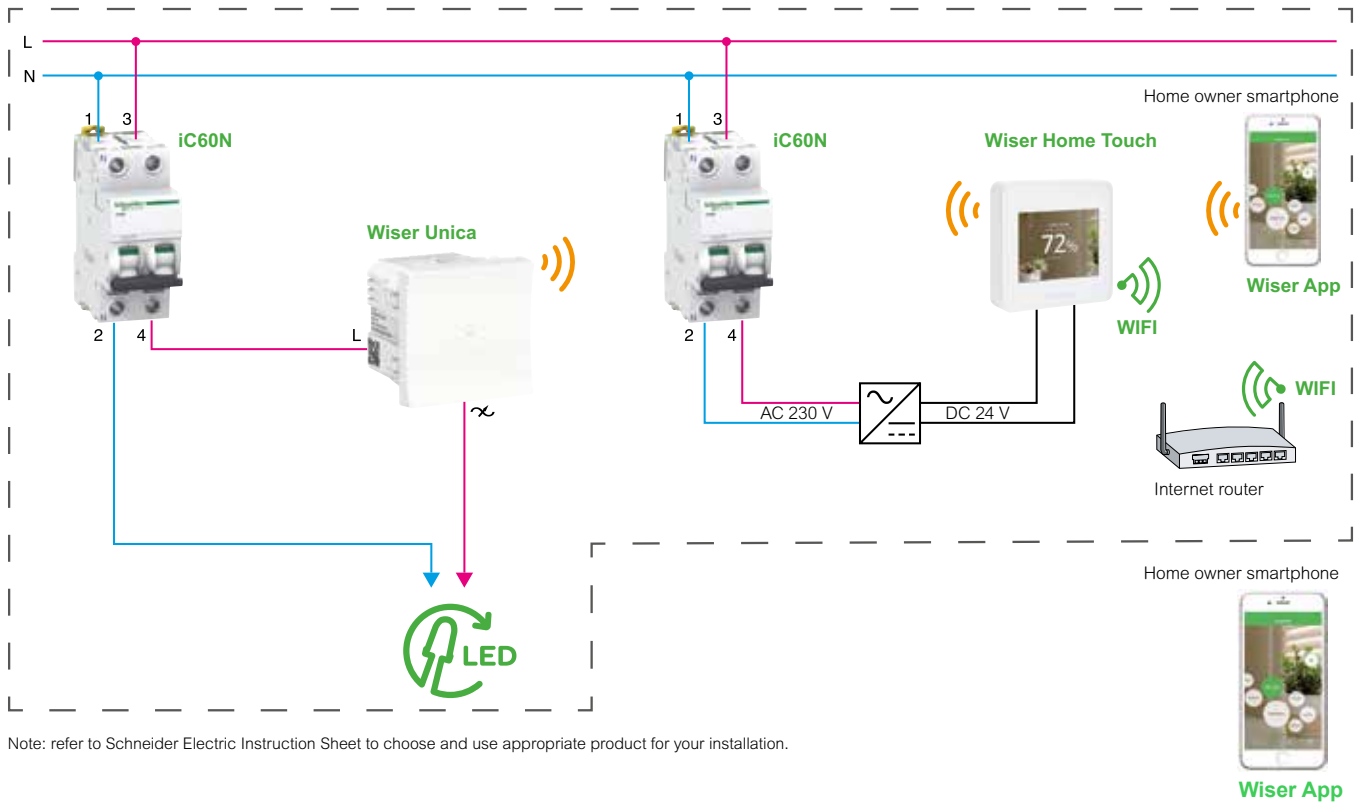 L
N
Home owner smartphone
1 3
iC60N
1 3
iC60N
Wiser Home Touch
N
N
Schneider
Schneider
Wiser Unica
72%
Wiser App
WIFI
2 4
L
2 4
WIFI
AC 230 V
DC 24 V
Internet router
Home owner smartphone
LED
Note: refer to Schneider Electric Instruction Sheet to choose and use appropriate product for your installation.
Wiser App